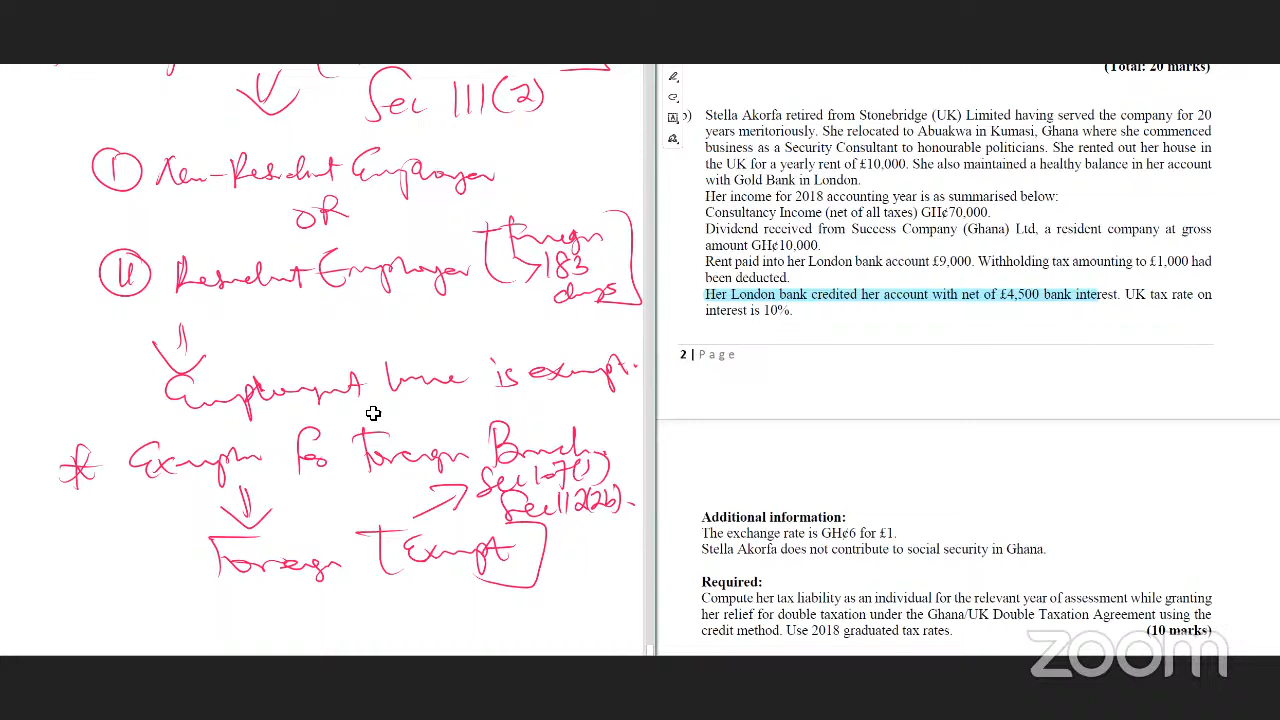 Sec 111(2)
I Non-Resident Employer
OR
II Resident Employer
Foreign
183
days
Employment Income is exempt.
* Exemption for Foreign Branch.
Sec 107(1)
Sec 112(2b).
Foreign Exempt
(Total: 20 marks)
Stella Akorfa retired from Stonebridge (UK) Limited having served the company for 20
years meritoriously. She relocated to Abuakwa in Kumasi, Ghana where she commenced
business as a Security Consultant to honourable politicians. She rented out her house in
the UK for a yearly rent of £10,000. She also maintained a healthy balance in her account
with Gold Bank in London.
Her income for 2018 accounting year is as summarised below:
Consultancy Income (net of all taxes) GH¢70,000.
Dividend received from Success Company (Ghana) Ltd, a resident company at gross
amount GH¢10,000.
Rent paid into her London bank account £9,000. Withholding tax amounting to £1,000 had
been deducted.
Her London bank credited her account with net of £4,500 bank interest. UK tax rate on
interest is 10%.
2 | Page
Additional information:
The exchange rate is GH¢6 for £1.
Stella Akorfa does not contribute to social security in Ghana.
Required:
Compute her tax liability as an individual for the relevant year of assessment while granting
her relief for double taxation under the Ghana/UK Double Taxation Agreement using the
credit method. Use 2018 graduated tax rates. (10 marks)
zoom